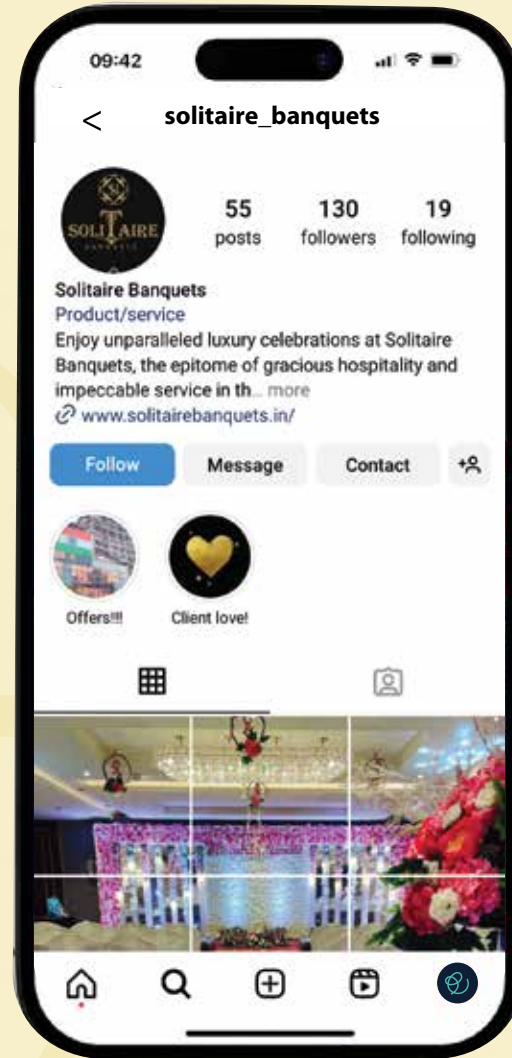 09:42
< solitaire_banquets
SOLITAIRE
55 130 19
posts followers following
Solitaire Banquets
Product/service
Enjoy unparalleled luxury celebrations at Solitaire
Banquets, the epitome of gracious hospitality and
impeccable service in th... more
www.solitairebanquets.in/
Follow Message Contact
Offers!!! Client love!